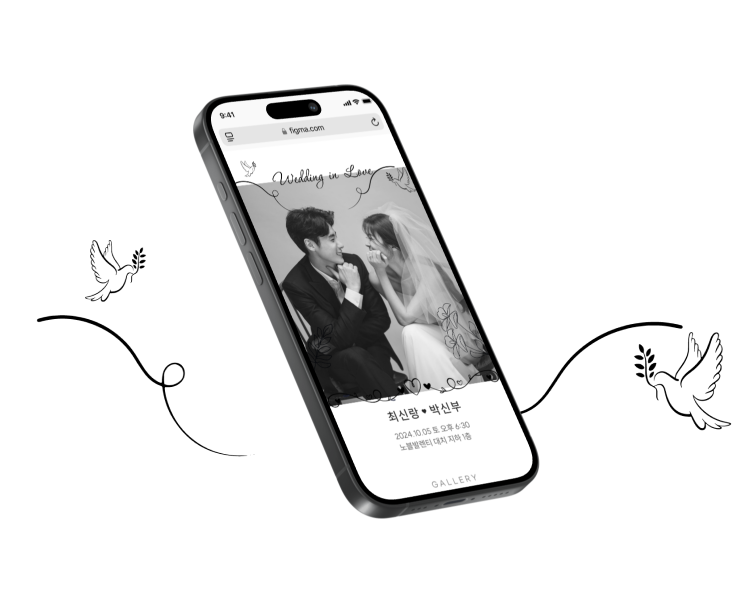 9:41
figma.com
Wedding in Love
최신랑 ♥ 박신부
2024 10 05 토 오후 6:30
노블발렌티 대치 지하 1층
GALLERY